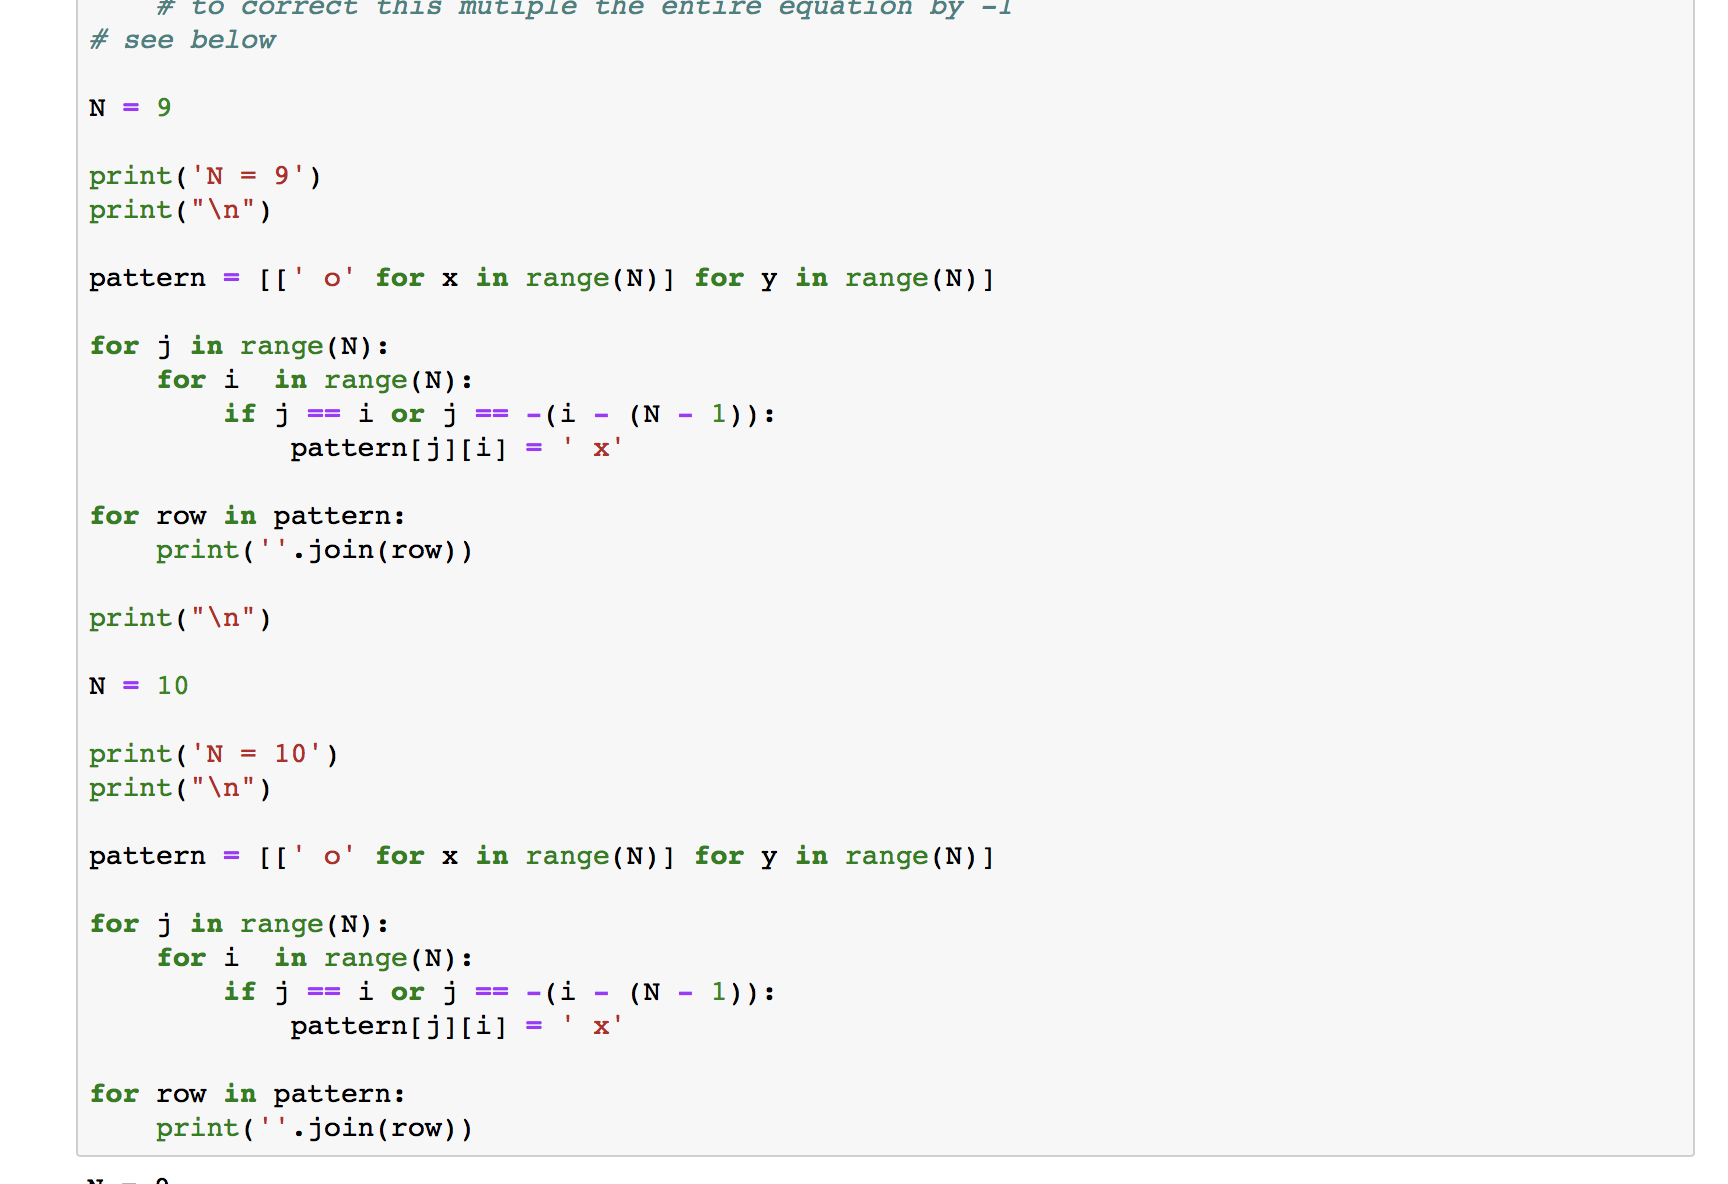 # to correct this mutiple the entire equation by -1
# see below
N = 9
print('N = 9')
print("\n")
pattern = [[' o' for x in range(N)] for y in range(N)]
for j in range(N):
    for i  in range(N):
        if j == i or j == -(i - (N - 1)):
            pattern[j][i] = ' x'
for row in pattern:
    print(''.join(row))
print("\n")
N = 10
print('N = 10')
print("\n")
pattern = [[' o' for x in range(N)] for y in range(N)]
for j in range(N):
    for i  in range(N):
        if j == i or j == -(i - (N - 1)):
            pattern[j][i] = ' x'
for row in pattern:
    print(''.join(row))